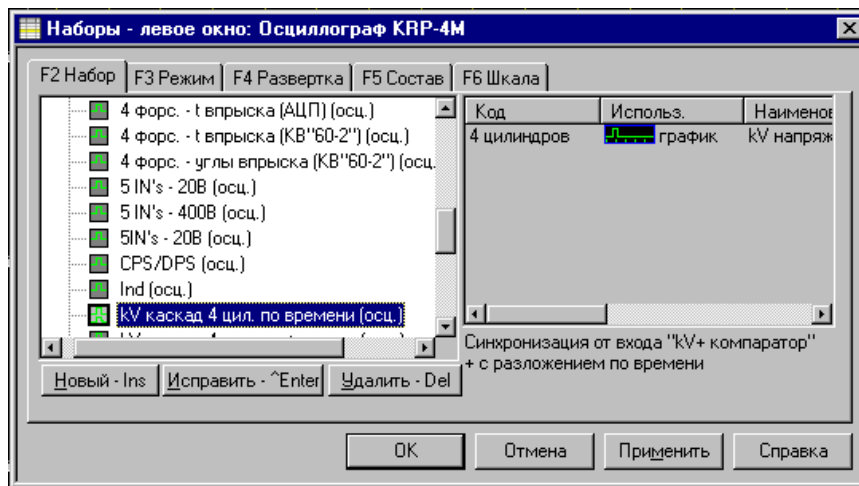 Наборы - левое окно: Осциллограф KRP-4M
F2 Набор F3 Режим F4 Развертка F5 Состав F6 Шкала
4 форс. - t впрыска (АЦП) (осц.)
4 форс. - t впрыска (КВ"60-2") (осц.)
4 форс. - углы впрыска (КВ"60-2") (осц.
5 IN's - 20В (осц.)
5 IN's - 400В (осц.)
5IN's - 20В (осц.)
CPS/DPS (осц.)
Ind (осц.)
kV каскад 4 цил. по времени (осц.)
Код Использ. Наименов
4 цилиндров график kV напряж
Синхронизация от входа "kV+ компаратор"
+ с разложением по времени
Новый - Ins Исправить - ^Enter Удалить - Del
OK Отмена Применить Справка